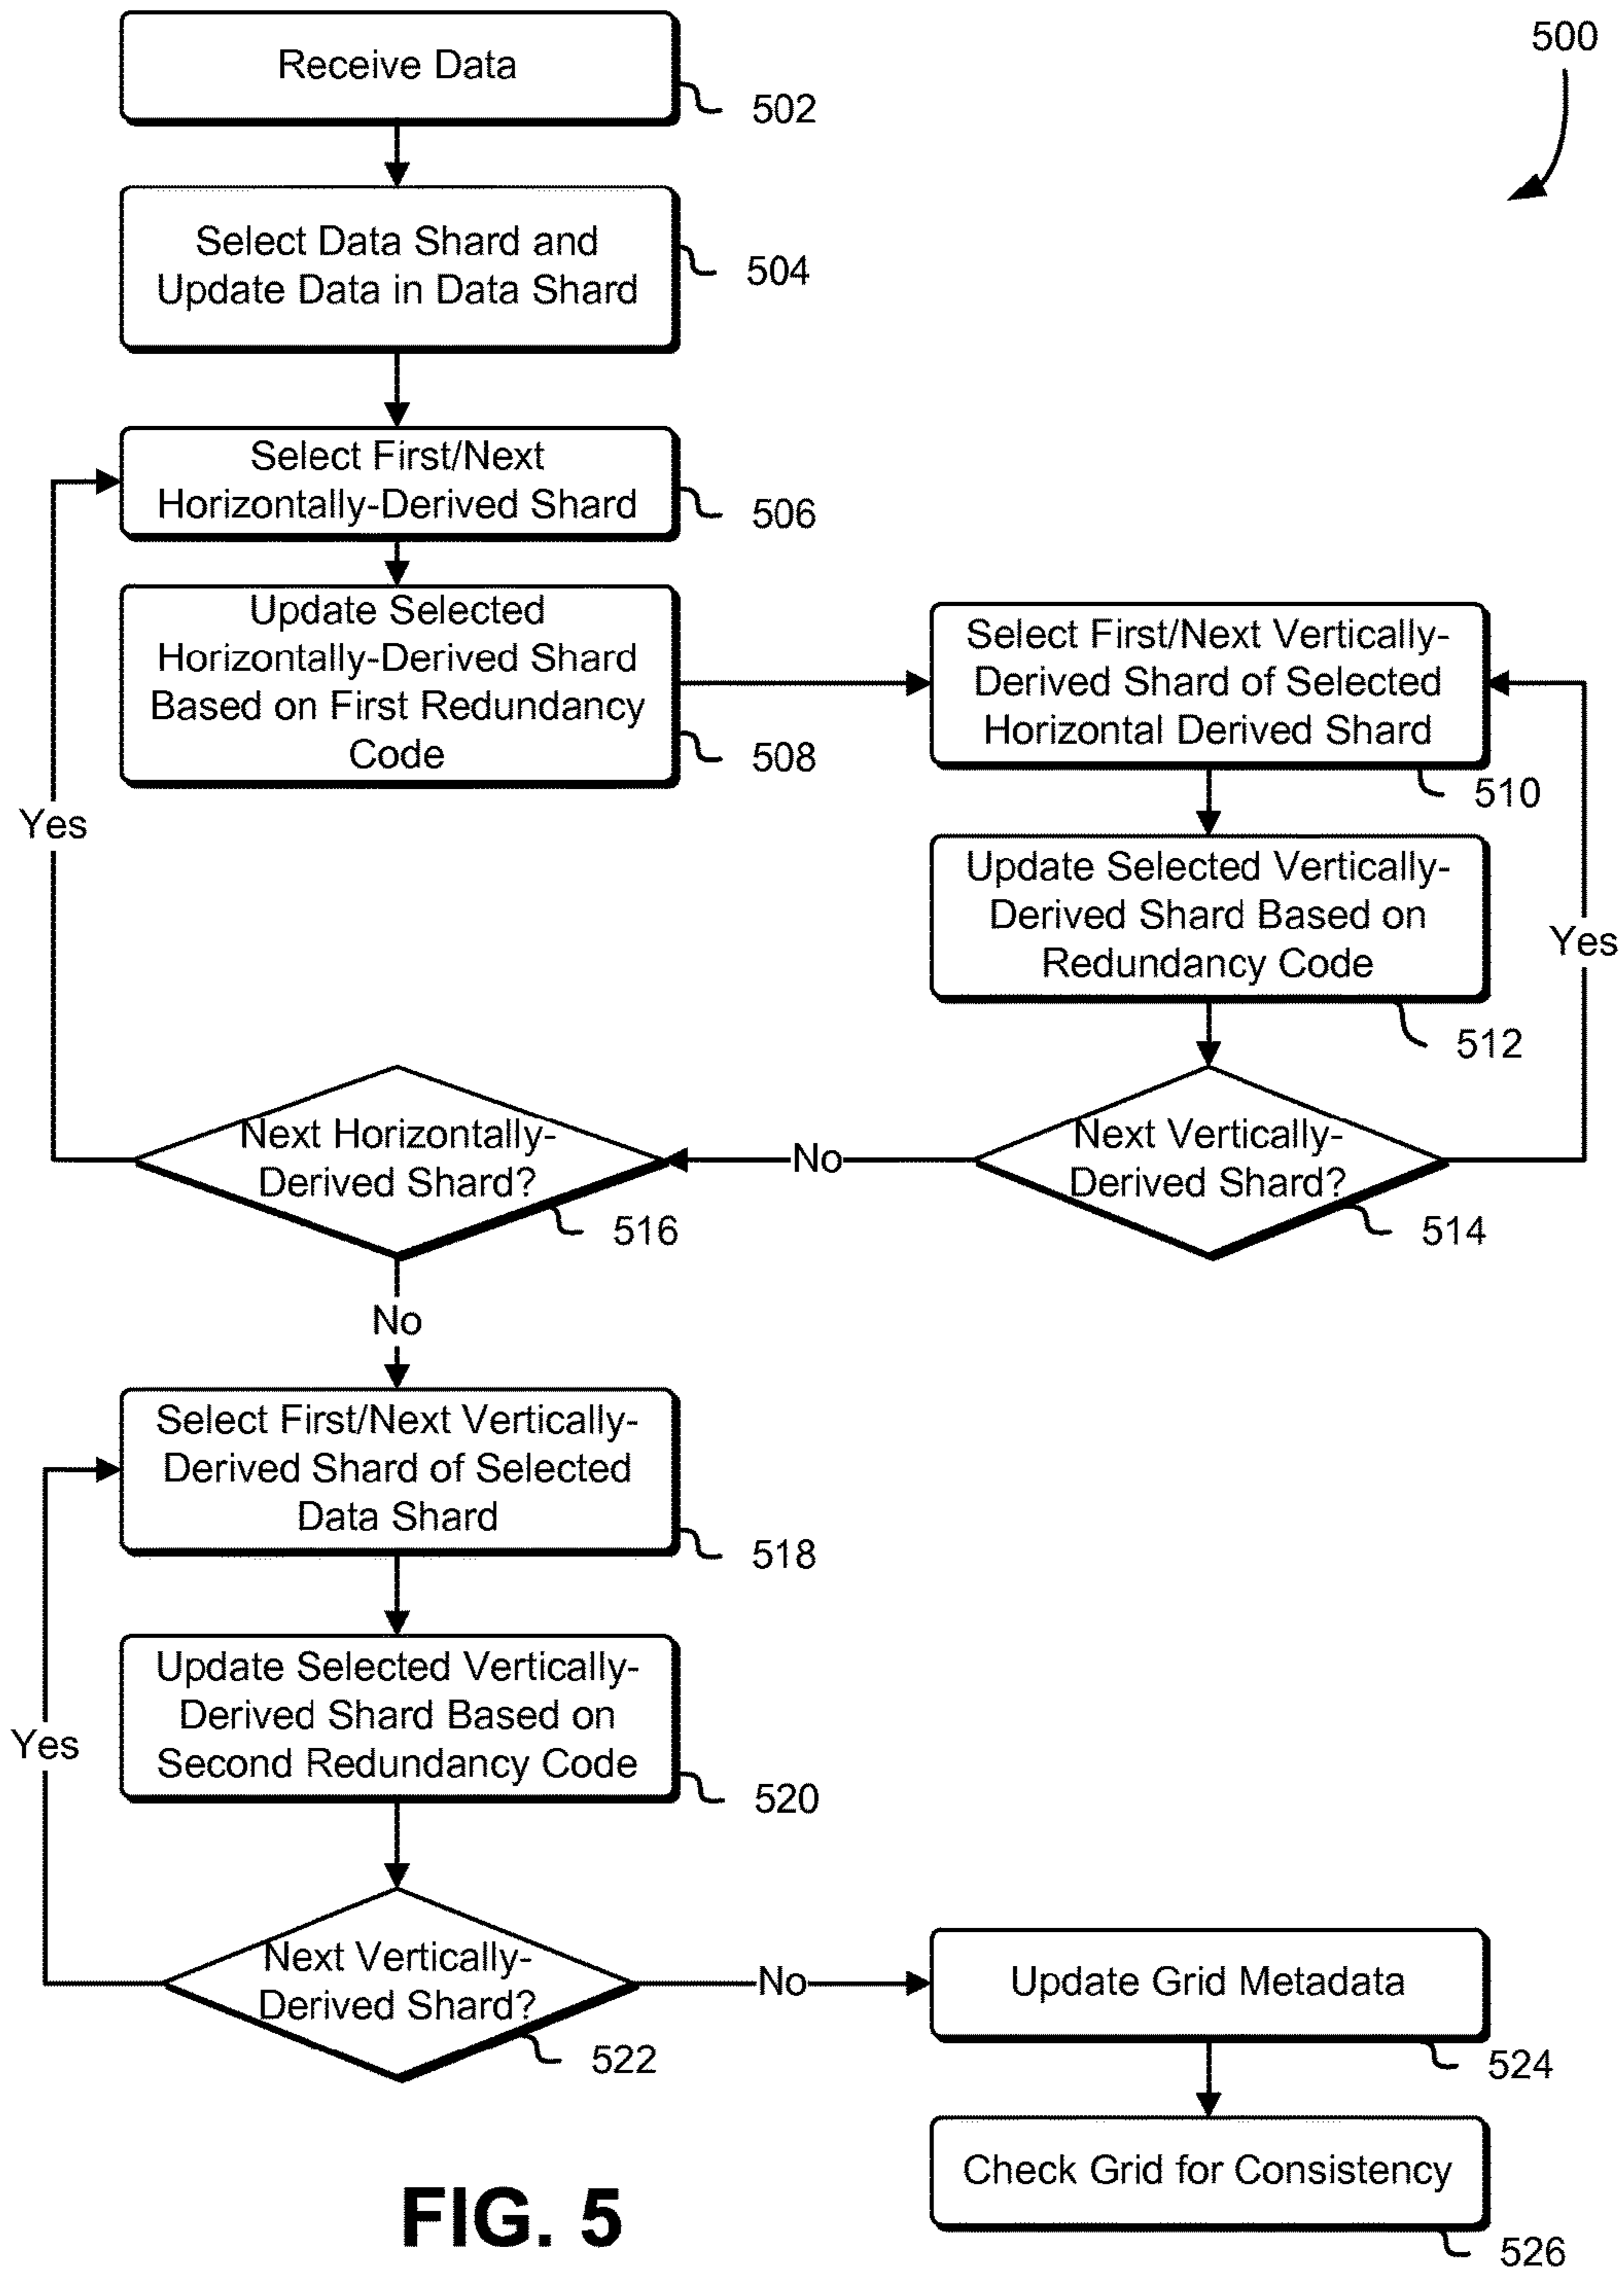 500
Receive Data
502
Select Data Shard and
Update Data in Data Shard
504
Select First/Next
Horizontally-Derived Shard
506
Update Selected
Horizontally-Derived Shard
Based on First Redundancy
Code
508
Select First/Next Vertically-
Derived Shard of Selected
Horizontal Derived Shard
510
Yes
Update Selected Vertically-
Derived Shard Based on
Redundancy Code
512
Yes
Next Horizontally-
Derived Shard?
516
No
Next Vertically-
Derived Shard?
514
No
Select First/Next Vertically-
Derived Shard of Selected
Data Shard
518
Update Selected Vertically-
Derived Shard Based on
Second Redundancy Code
520
Yes
Next Vertically-
Derived Shard?
522
No
Update Grid Metadata
524
Check Grid for Consistency
526
FIG. 5